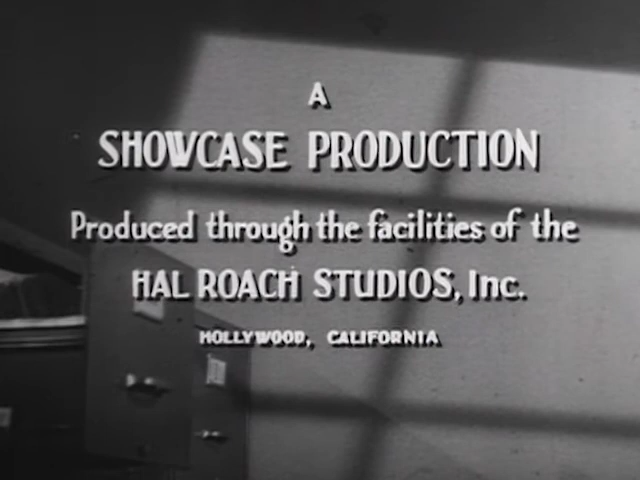 A
SHOWCASE PRODUCTION
Produced through the facilities of the
HAL ROACH STUDIOS, Inc.
HOLLYWOOD, CALIFORNIA